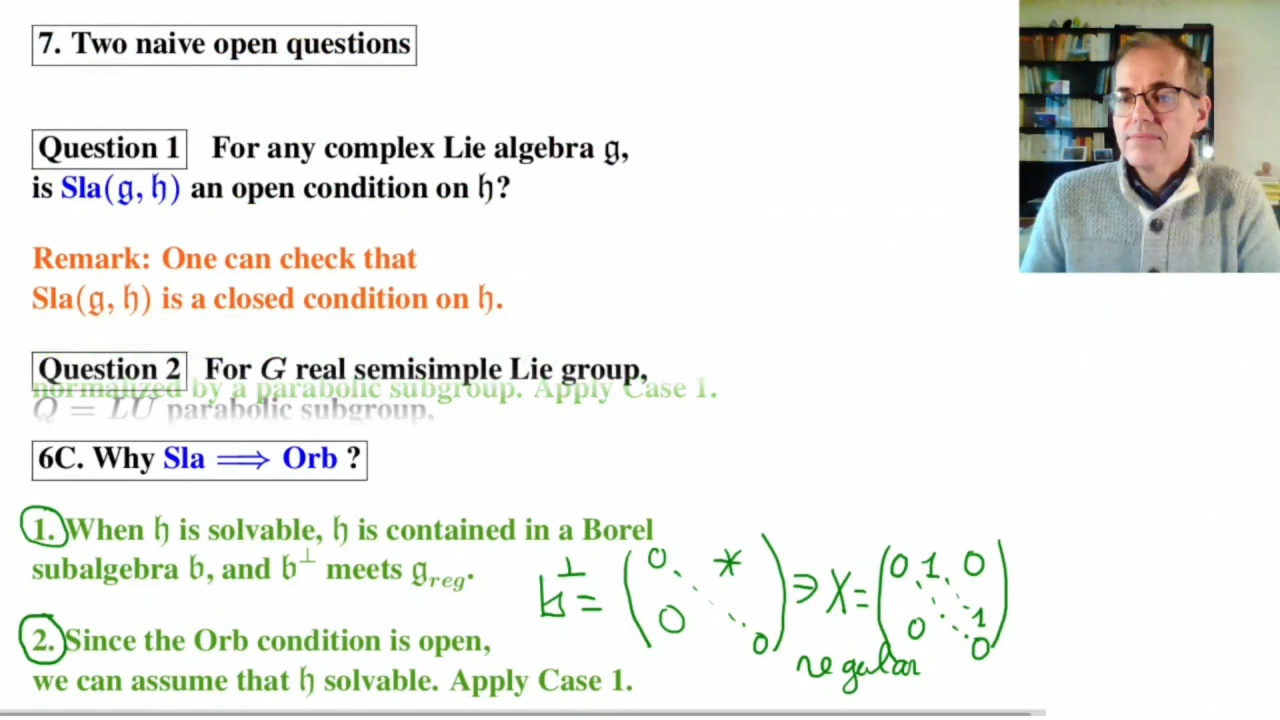 7. Two naive open questions
Question 1 For any complex Lie algebra 𝔤,
is Sla(𝔤, 𝔥) an open condition on 𝔥?
Remark: One can check that
Sla(𝔤, 𝔥) is a closed condition on 𝔥.
Question 2 For G real semisimple Lie group,
normalized by a parabolic subgroup. Apply Case 1.
Q = LU parabolic subgroup,
6C. Why Sla ⟹ Orb ?
1. When 𝔥 is solvable, 𝔥 is contained in a Borel
subalgebra 𝔟, and 𝔟⊥ meets 𝔤_reg.
𝔟⊥ = ( 0 * 0 0 ) ⇒ X = ( 0 1 0 0 1 0 )
regular
2. Since the Orb condition is open,
we can assume that 𝔥 solvable. Apply Case 1.